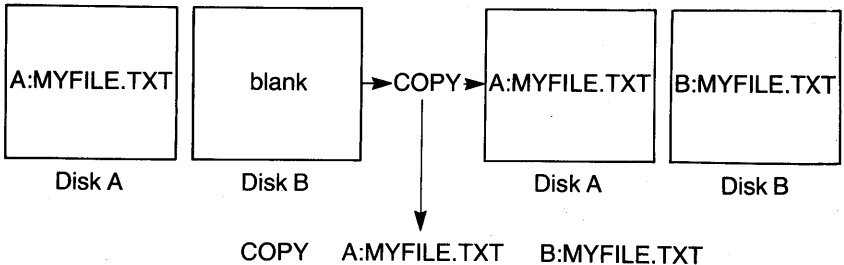 A:MYFILE.TXT blank COPY A:MYFILE.TXT B:MYFILE.TXT
Disk A Disk B Disk A Disk B
COPY A:MYFILE.TXT B:MYFILE.TXT